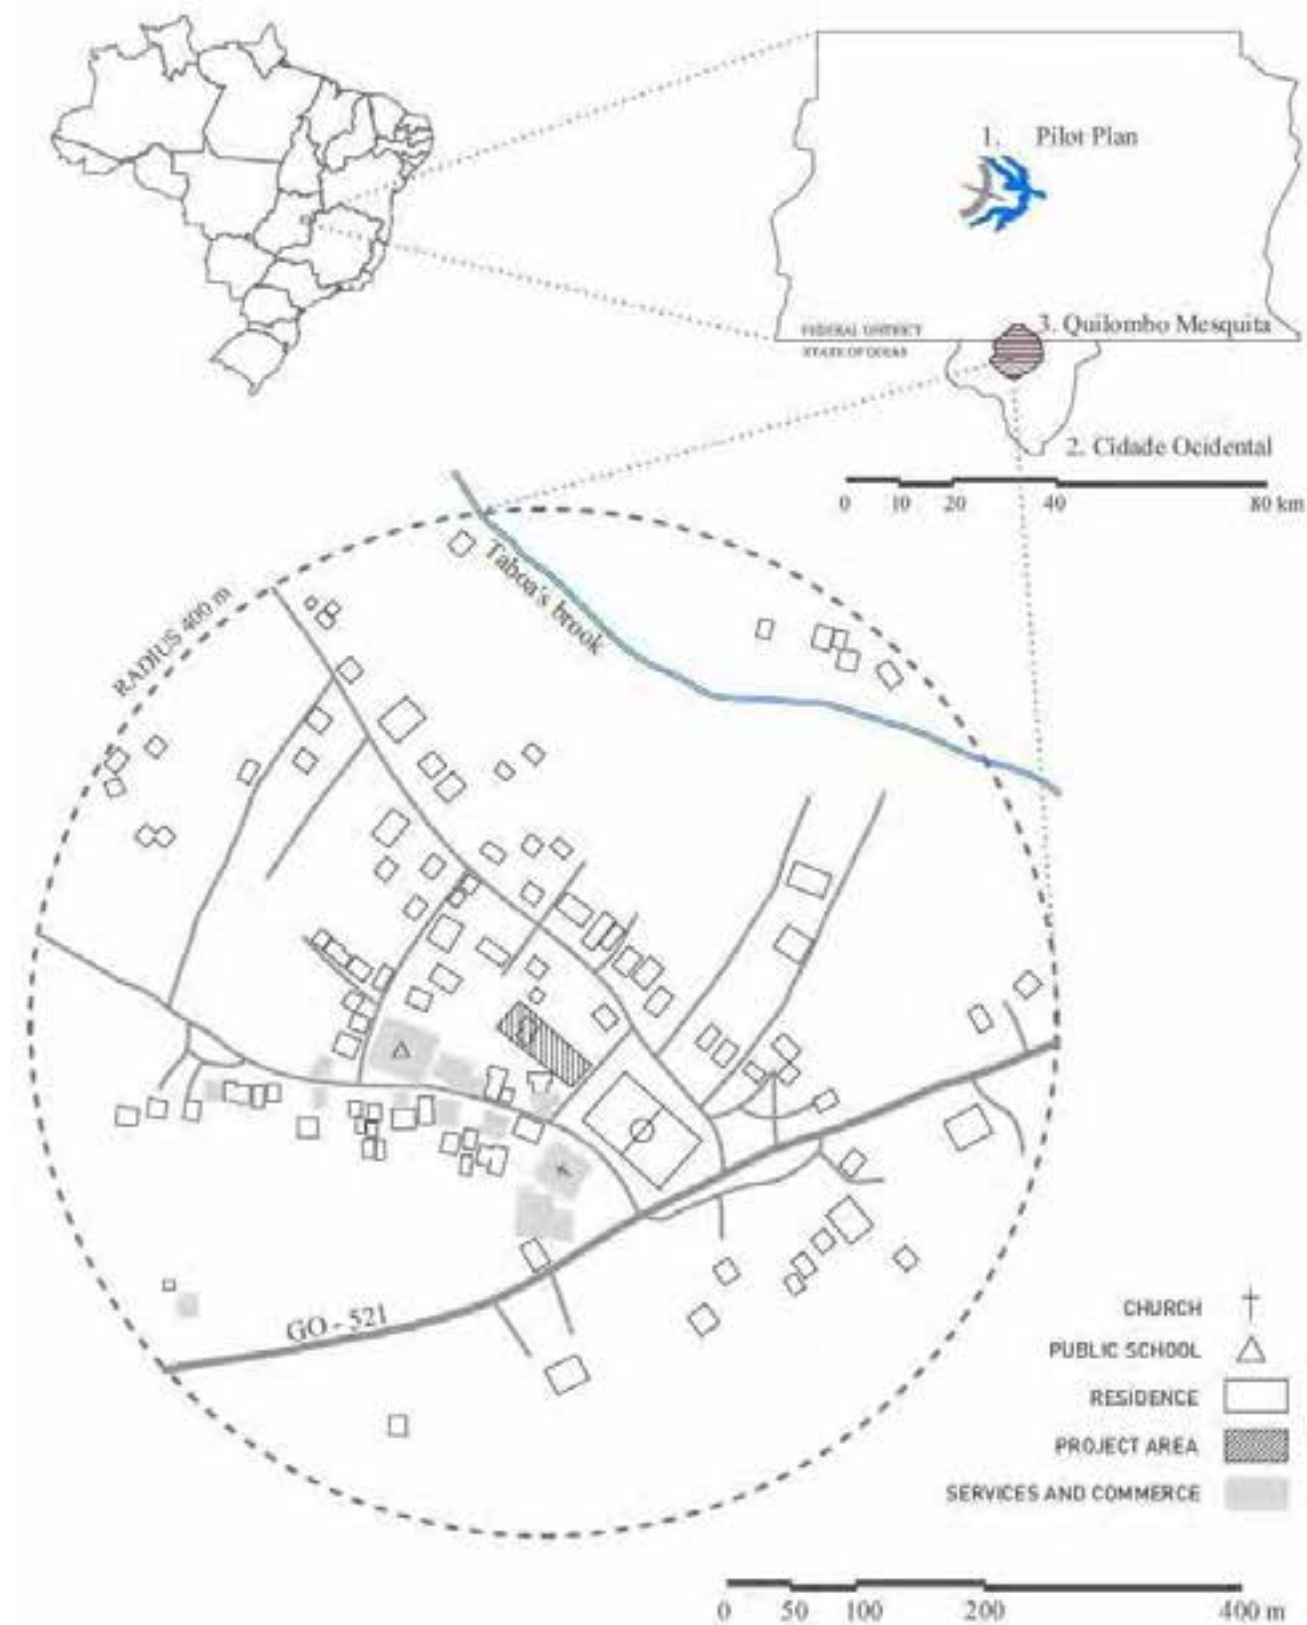 1. Pilot Plan
FEDERAL DISTRICT
STATE OF GOIÁS
3. Quilombo Mesquita
2. Cidade Ocidental
0 10 20 40 80 km
RADIUS 400 m
Taboa's brook
GO - 521
CHURCH
PUBLIC SCHOOL
RESIDENCE
PROJECT AREA
SERVICES AND COMMERCE
0 50 100 200 400 m